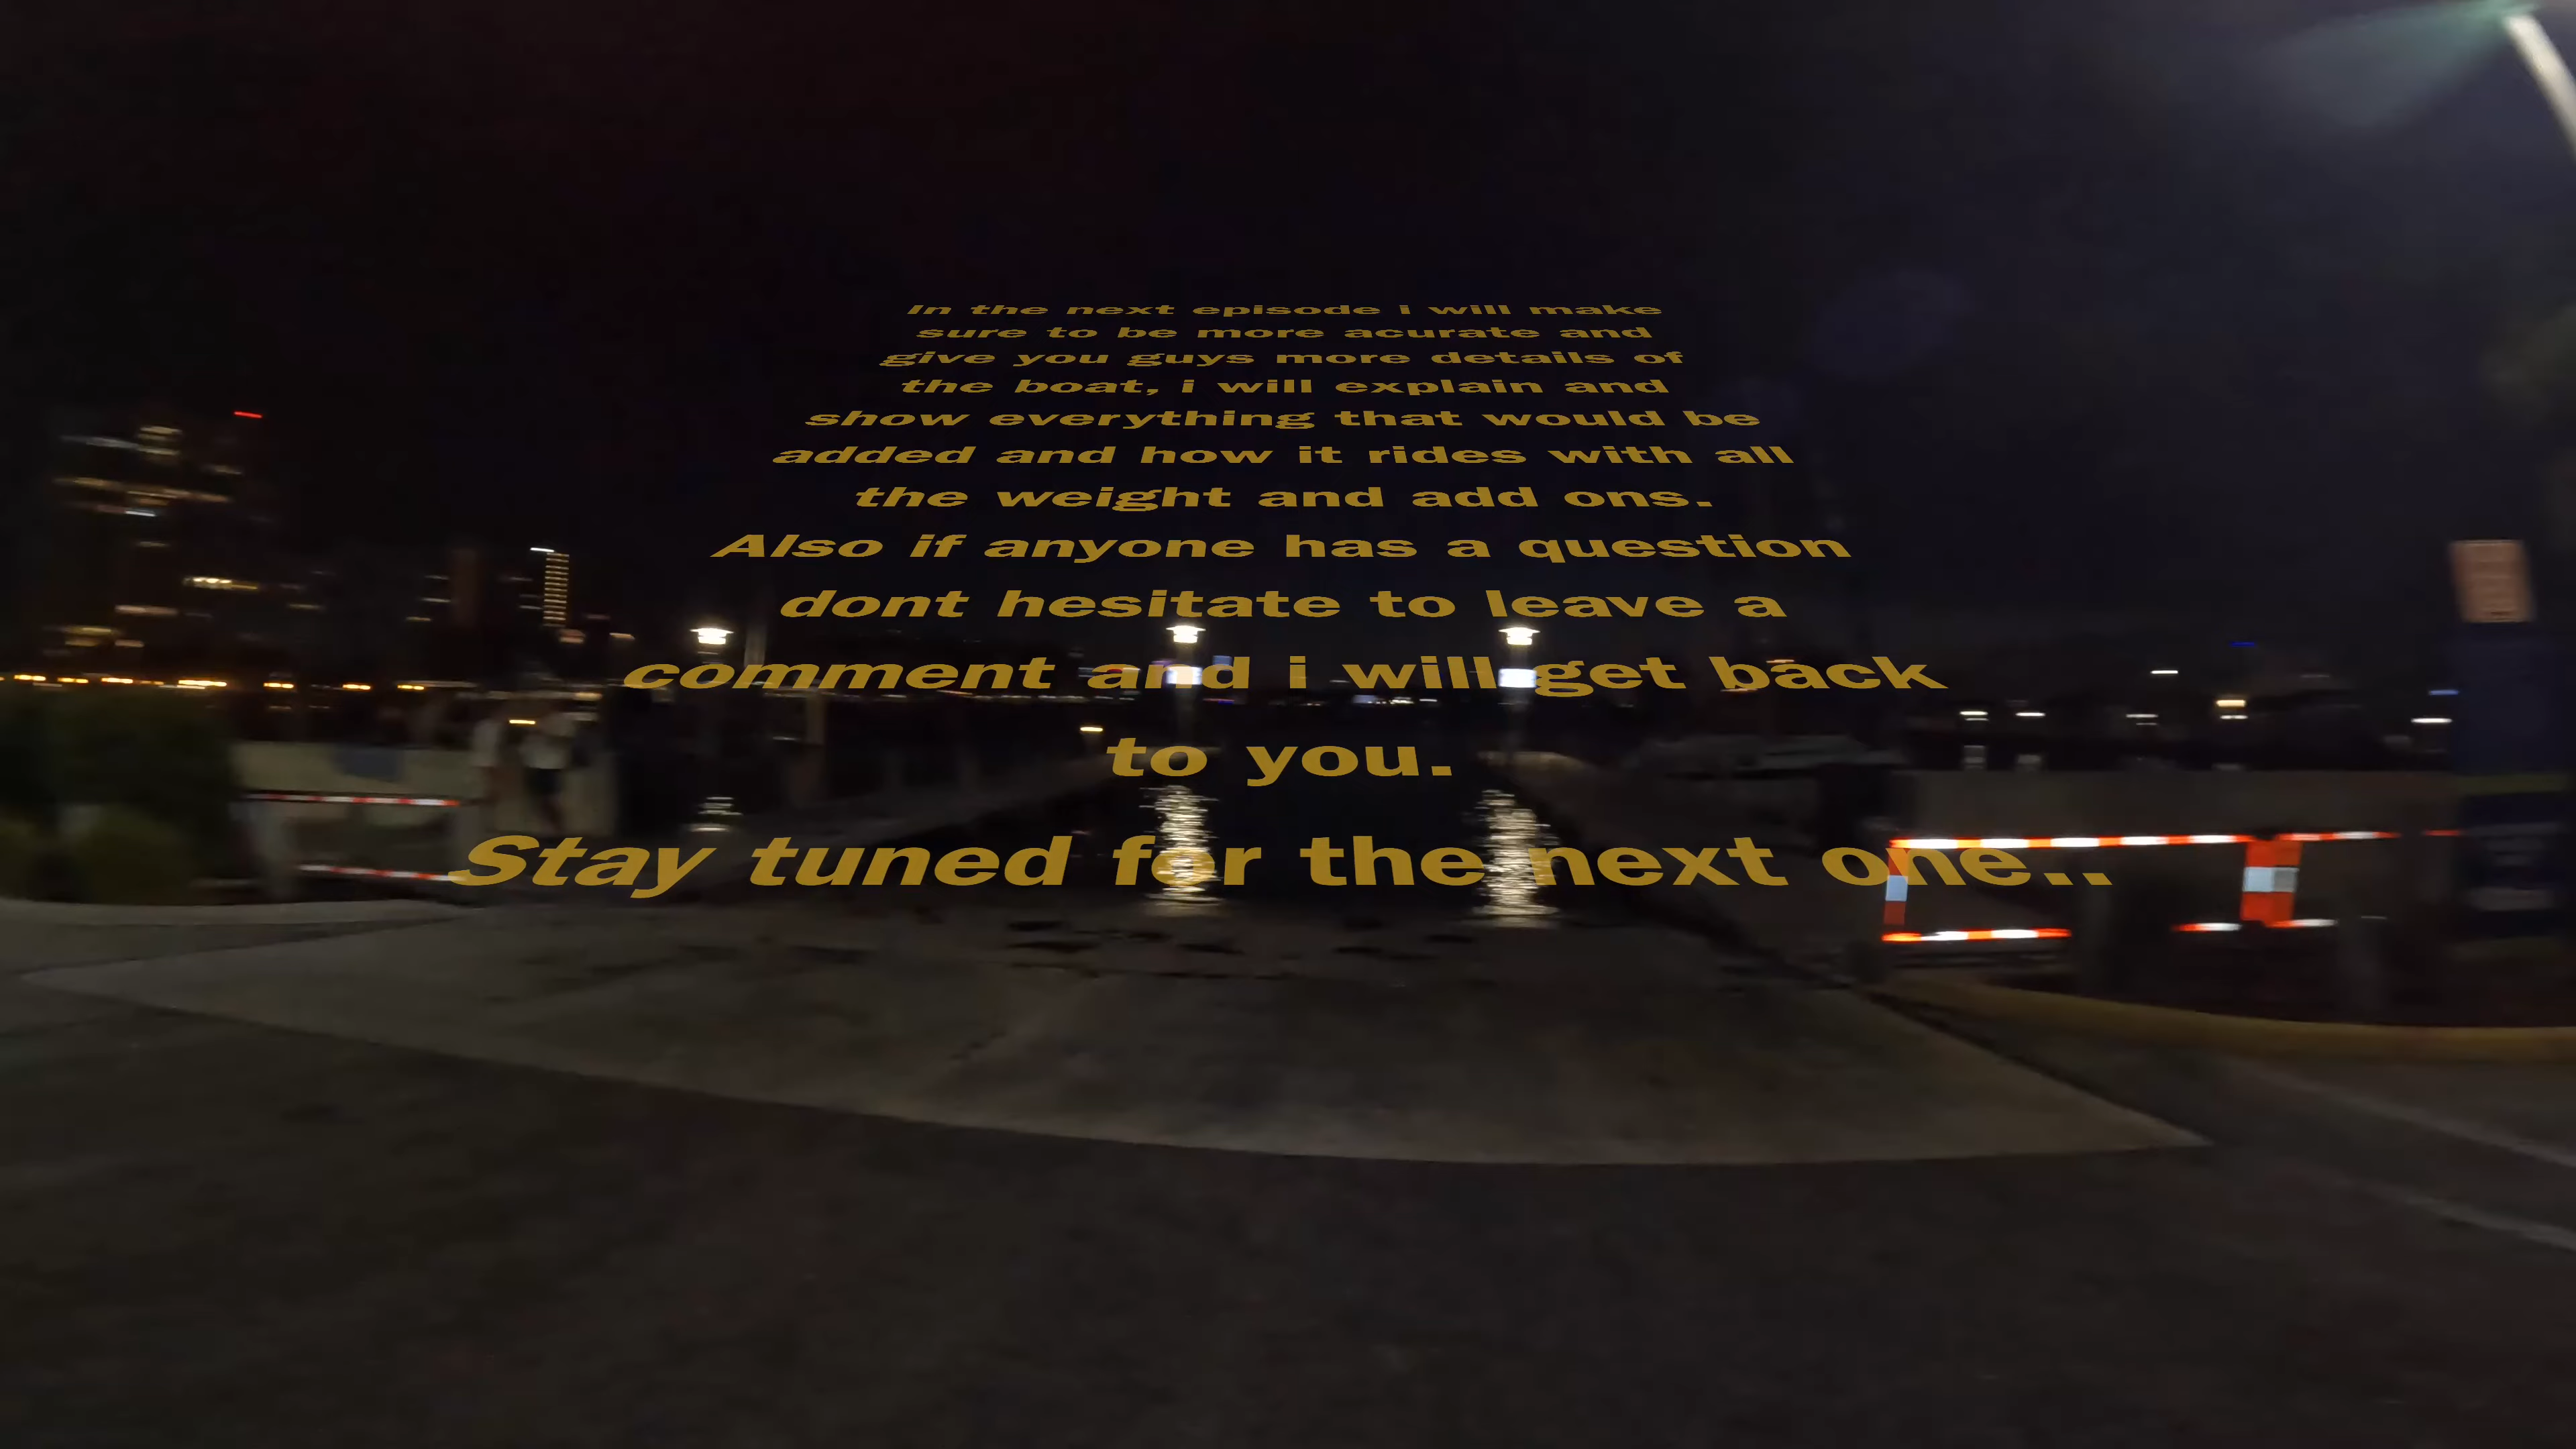 In the next episode i will make
sure to be more acurate and
give you guys more details of
the boat, i will explain and
show everything that would be
added and how it rides with all
the weight and add ons.
Also if anyone has a question
dont hesitate to leave a
comment and i will get back
to you.
Stay tuned for the next one..